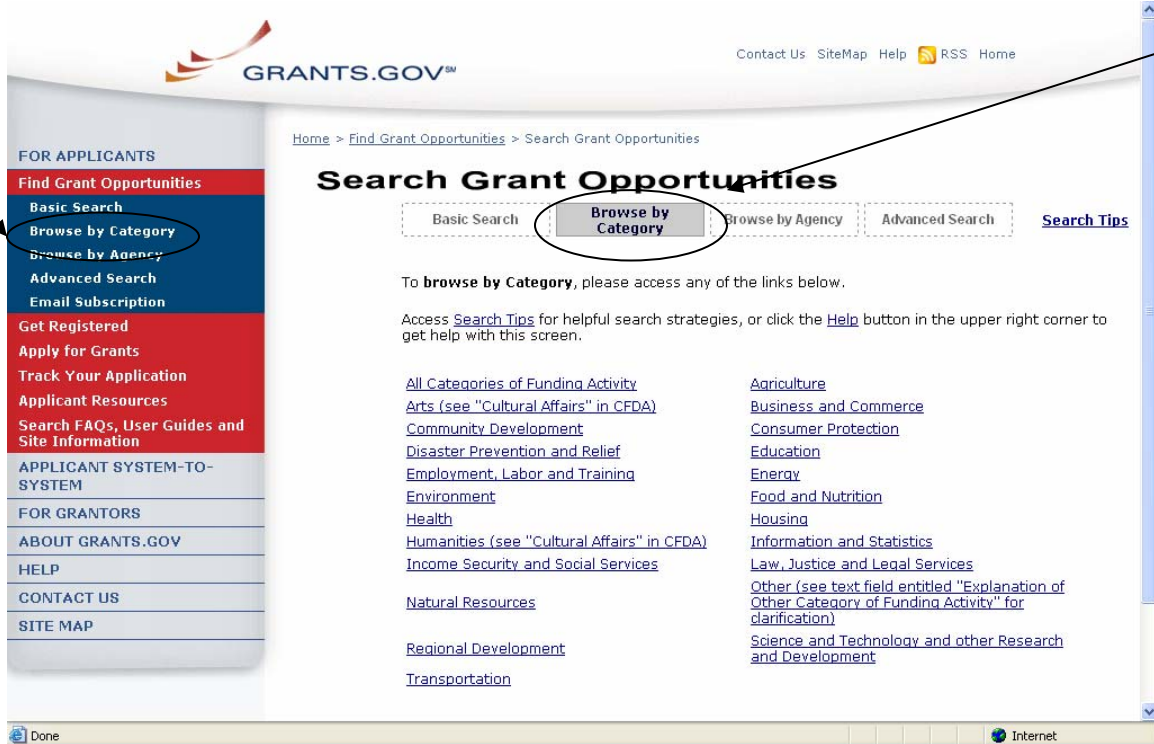 GRANTS.GOV℠
Contact Us SiteMap Help RSS Home
Home > Find Grant Opportunities > Search Grant Opportunities
FOR APPLICANTS
Find Grant Opportunities
Basic Search
Browse by Category
Browse by Agency
Advanced Search
Email Subscription
Get Registered
Apply for Grants
Track Your Application
Applicant Resources
Search FAQs, User Guides and
Site Information
APPLICANT SYSTEM-TO-
SYSTEM
FOR GRANTORS
ABOUT GRANTS.GOV
HELP
CONTACT US
SITE MAP
Search Grant Opportunities
Basic Search
Browse by
Category
Browse by Agency
Advanced Search
Search Tips
To browse by Category, please access any of the links below.
Access Search Tips for helpful search strategies, or click the Help button in the upper right corner to
get help with this screen.
All Categories of Funding Activity
Agriculture
Arts (see "Cultural Affairs" in CFDA)
Business and Commerce
Community Development
Consumer Protection
Disaster Prevention and Relief
Education
Employment, Labor and Training
Energy
Environment
Food and Nutrition
Health
Housing
Humanities (see "Cultural Affairs" in CFDA)
Information and Statistics
Income Security and Social Services
Law, Justice and Legal Services
Natural Resources
Other (see text field entitled "Explanation of
Other Category of Funding Activity" for
clarification)
Regional Development
Science and Technology and other Research
and Development
Transportation
Done
Internet